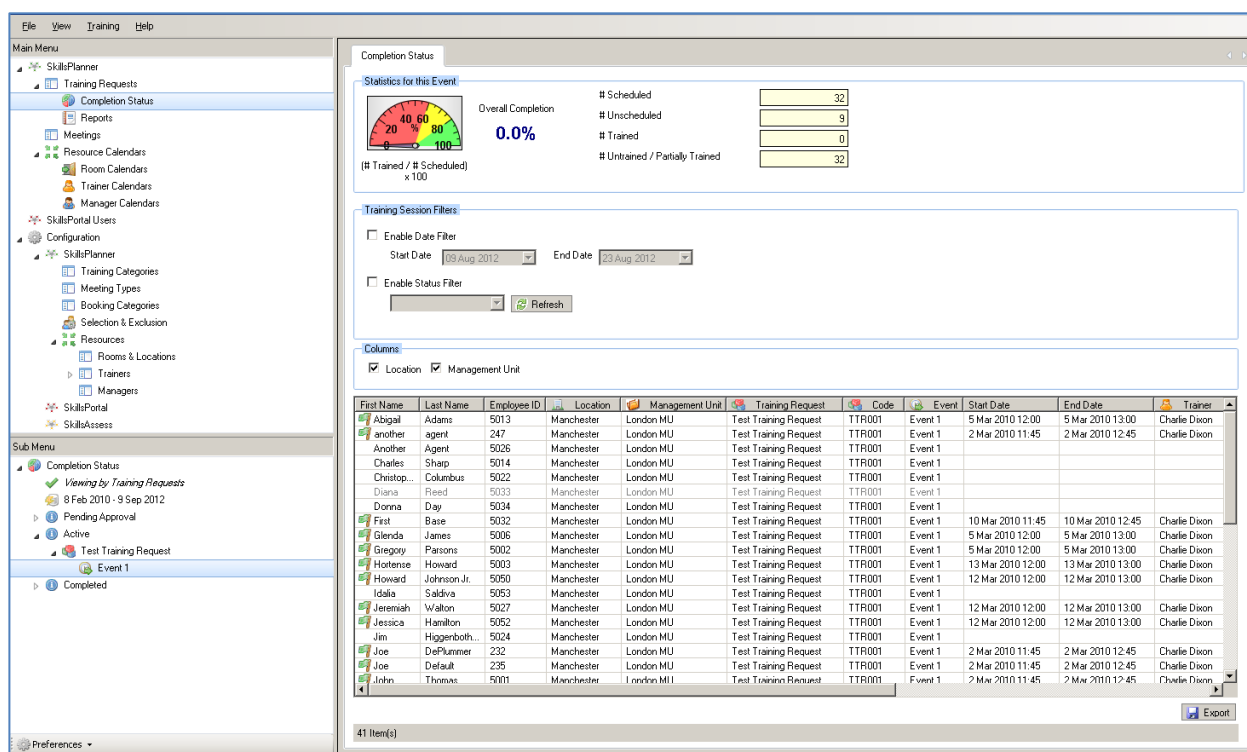 File View Training Help
Main Menu
SkillsPlanner
Training Requests
Completion Status
Reports
Meetings
Resource Calendars
Room Calendars
Trainer Calendars
Manager Calendars
SkillsPortal Users
Configuration
SkillsPlanner
Training Categories
Meeting Types
Booking Categories
Selection & Exclusion
Resources
Rooms & Locations
Trainers
Managers
SkillsPortal
SkillsAssess
Sub Menu
Completion Status
Viewing by Training Requests
8 Feb 2010 - 9 Sep 2012
Pending Approval
Active
Test Training Request
Event 1
Completed
Preferences
Completion Status
Statistics for this Event
0 20 40 60 80 100 %
(# Trained / # Scheduled)
x 100
Overall Completion
0.0%
# Scheduled 32
# Unscheduled 9
# Trained 0
# Untrained / Partially Trained 32
Training Session Filters
Enable Date Filter
Start Date 09 Aug 2012 End Date 23 Aug 2012
Enable Status Filter
Refresh
Columns
Location Management Unit
First Name Last Name Employee ID Location Management Unit Training Request Code Event Start Date End Date Trainer
Abigail Adams 5013 Manchester London MU Test Training Request TTR001 Event 1 5 Mar 2010 12:00 5 Mar 2010 13:00 Charlie Dixon
another agent 247 Manchester London MU Test Training Request TTR001 Event 1 2 Mar 2010 11:45 2 Mar 2010 12:45 Charlie Dixon
Another Agent 5026 Manchester London MU Test Training Request TTR001 Event 1
Charles Sharp 5014 Manchester London MU Test Training Request TTR001 Event 1
Christop... Columbus 5022 Manchester London MU Test Training Request TTR001 Event 1
Diana Reed 5033 Manchester London MU Test Training Request TTR001 Event 1
Donna Day 5034 Manchester London MU Test Training Request TTR001 Event 1
First Base 5032 Manchester London MU Test Training Request TTR001 Event 1 10 Mar 2010 11:45 10 Mar 2010 12:45 Charlie Dixon
Glenda James 5006 Manchester London MU Test Training Request TTR001 Event 1 5 Mar 2010 12:00 5 Mar 2010 13:00 Charlie Dixon
Gregory Parsons 5002 Manchester London MU Test Training Request TTR001 Event 1 5 Mar 2010 12:00 5 Mar 2010 13:00 Charlie Dixon
Hortense Howard 5003 Manchester London MU Test Training Request TTR001 Event 1 13 Mar 2010 12:00 13 Mar 2010 13:00 Charlie Dixon
Howard Johnson Jr. 5050 Manchester London MU Test Training Request TTR001 Event 1 12 Mar 2010 12:00 12 Mar 2010 13:00 Charlie Dixon
Idalia Saldiva 5053 Manchester London MU Test Training Request TTR001 Event 1
Jeremiah Walton 5027 Manchester London MU Test Training Request TTR001 Event 1 12 Mar 2010 12:00 12 Mar 2010 13:00 Charlie Dixon
Jessica Hamilton 5052 Manchester London MU Test Training Request TTR001 Event 1 12 Mar 2010 12:00 12 Mar 2010 13:00 Charlie Dixon
Jim Higgenboth... 5024 Manchester London MU Test Training Request TTR001 Event 1
Joe DePlummer 232 Manchester London MU Test Training Request TTR001 Event 1 2 Mar 2010 11:45 2 Mar 2010 12:45 Charlie Dixon
Joe Default 235 Manchester London MU Test Training Request TTR001 Event 1 2 Mar 2010 11:45 2 Mar 2010 12:45 Charlie Dixon
John Thomas 5001 Manchester London MU Test Training Request TTR001 Event 1 2 Mar 2010 11:45 2 Mar 2010 12:45 Charlie Dixon
Export
41 Item(s)